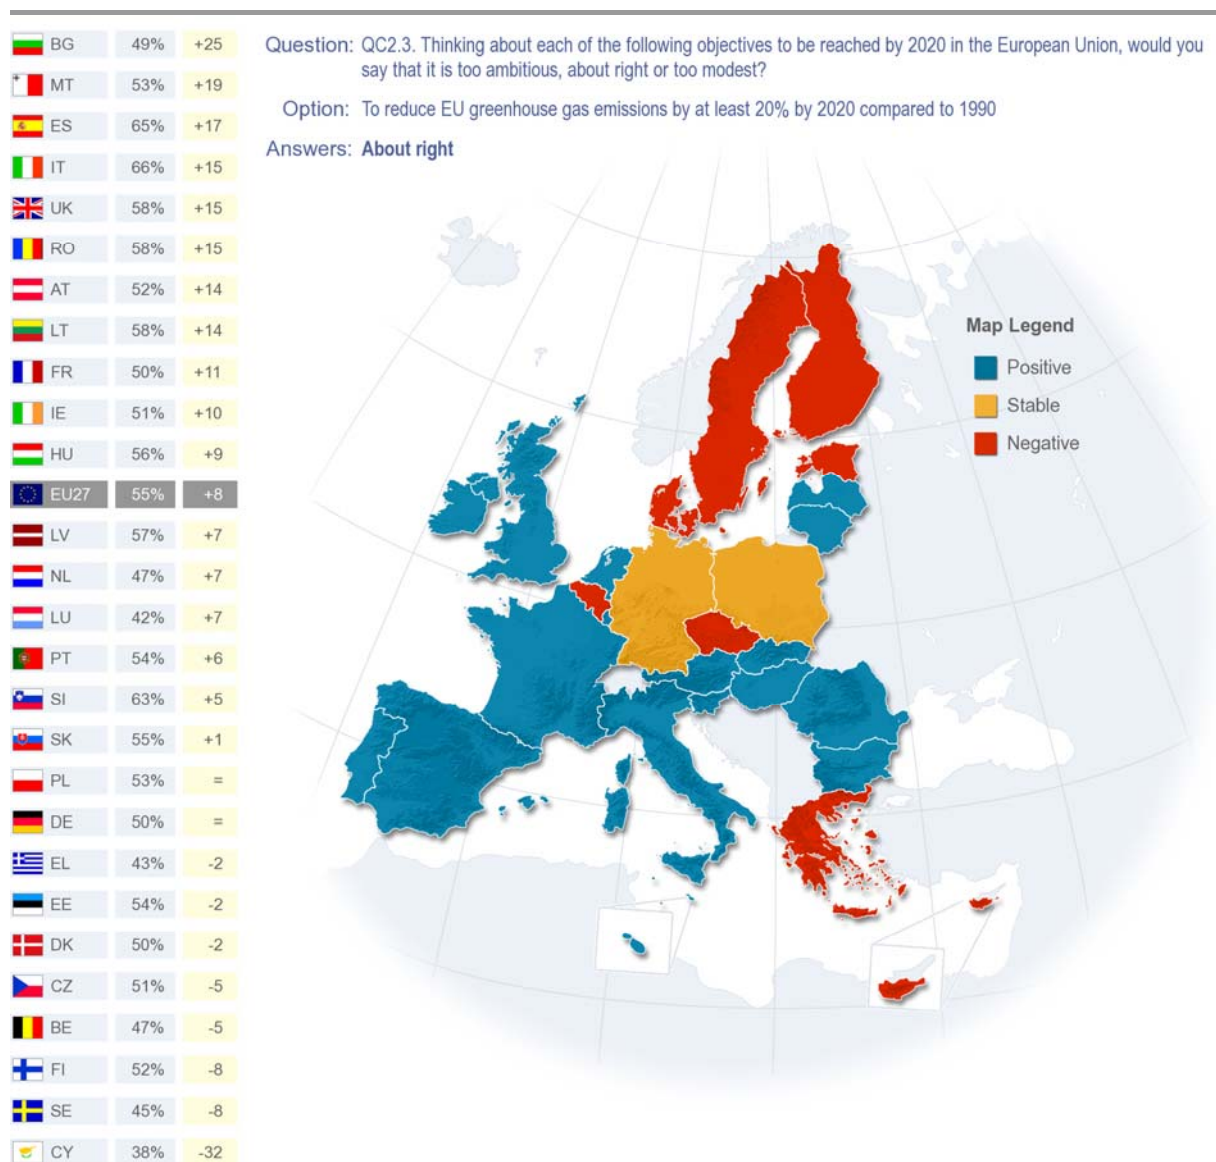 BG 49% +25
MT 53% +19
ES 65% +17
IT 66% +15
UK 58% +15
RO 58% +15
AT 52% +14
LT 58% +14
FR 50% +11
IE 51% +10
HU 56% +9
EU27 55% +8
LV 57% +7
NL 47% +7
LU 42% +7
PT 54% +6
SI 63% +5
SK 55% +1
PL 53% =
DE 50% =
EL 43% -2
EE 54% -2
DK 50% -2
CZ 51% -5
BE 47% -5
FI 52% -8
SE 45% -8
CY 38% -32
Question: QC2.3. Thinking about each of the following objectives to be reached by 2020 in the European Union, would you
say that it is too ambitious, about right or too modest?
Option: To reduce EU greenhouse gas emissions by at least 20% by 2020 compared to 1990
Answers: About right
Map Legend
Positive
Stable
Negative